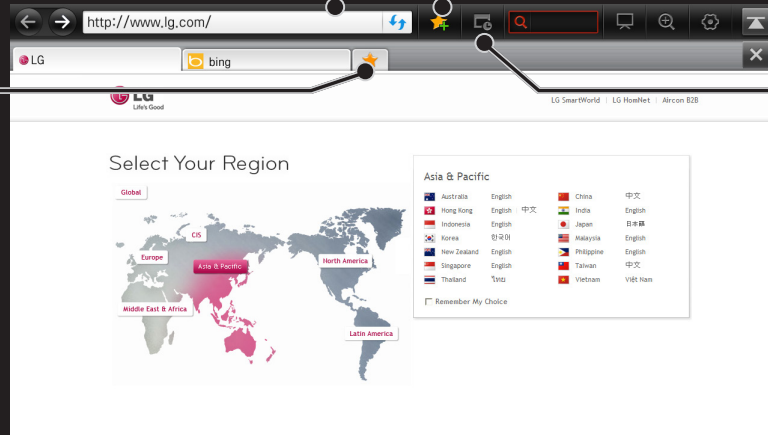 http://www.lg.com/
LG
bing
LG
Life's Good
LG SmartWorld | LG HomNet | Aircon B2B
Select Your Region
Global
CIS
Europe
Asia & Pacific
North America
Middle East & Africa
Latin America
Asia & Pacific
Australia English China 中文
Hong Kong English 中文 India English
Indonesia English Japan 日本語
Korea 한국어 Malaysia English
New Zealand English Philippine English
Singapore English Taiwan 中文
Thailand ไทย Vietnam Việt Nam
Remember My Choice